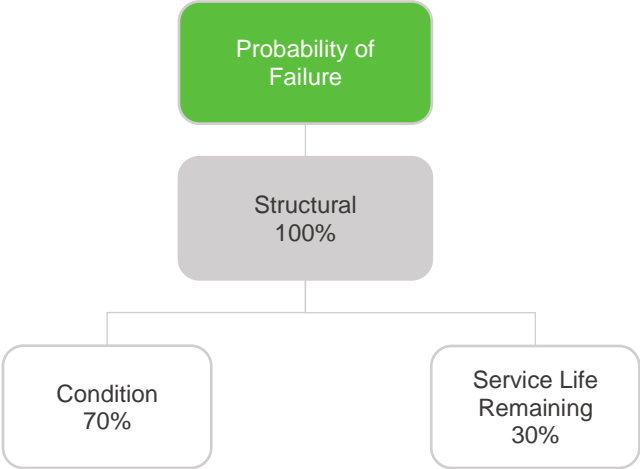 Probability of
Failure
Structural
100%
Condition
70%
Service Life
Remaining
30%